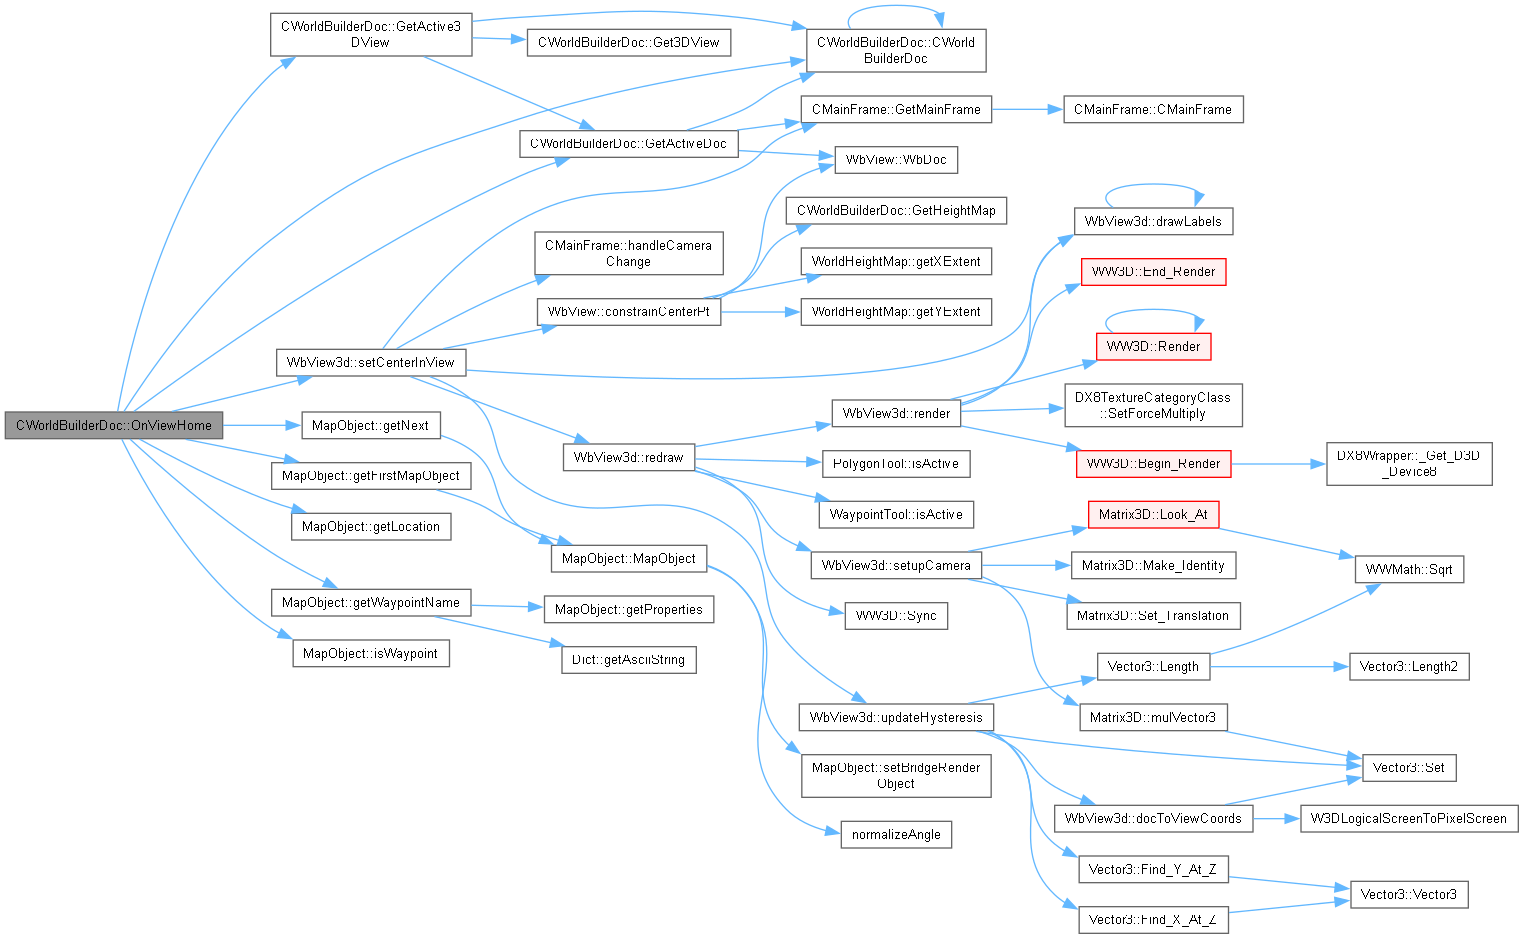 CWorldBuilderDoc::OnViewHome
CWorldBuilderDoc::GetActive3
DView
CWorldBuilderDoc::Get3DView
CWorldBuilderDoc::CWorld
BuilderDoc
CWorldBuilderDoc::GetActiveDoc
CMainFrame::GetMainFrame
CMainFrame::CMainFrame
WbView::WbDoc
CWorldBuilderDoc::GetHeightMap
CMainFrame::handleCamera
Change
WorldHeightMap::getXExtent
WbView::constrainCenterPt
WorldHeightMap::getYExtent
WbView3d::drawLabels
WW3D::End_Render
WW3D::Render
WbView3d::setCenterInView
DX8TextureCategoryClass
::SetForceMultiply
WbView3d::render
MapObject::getNext
WbView3d::redraw
PolygonTool::isActive
WW3D::Begin_Render
DX8Wrapper::_Get_D3D
_Device8
MapObject::getFirstMapObject
MapObject::getLocation
WaypointTool::isActive
Matrix3D::Look_At
MapObject::MapObject
WbView3d::setupCamera
Matrix3D::Make_Identity
WWMath::Sqrt
MapObject::getWaypointName
MapObject::getProperties
WW3D::Sync
Matrix3D::Set_Translation
MapObject::isWaypoint
Dict::getAsciiString
Vector3::Length
Vector3::Length2
WbView3d::updateHysteresis
Matrix3D::mulVector3
MapObject::setBridgeRender
Object
Vector3::Set
normalizeAngle
WbView3d::docToViewCoords
W3DLogicalScreenToPixelScreen
Vector3::Find_Y_At_Z
Vector3::Vector3
Vector3::Find_X_At_Z